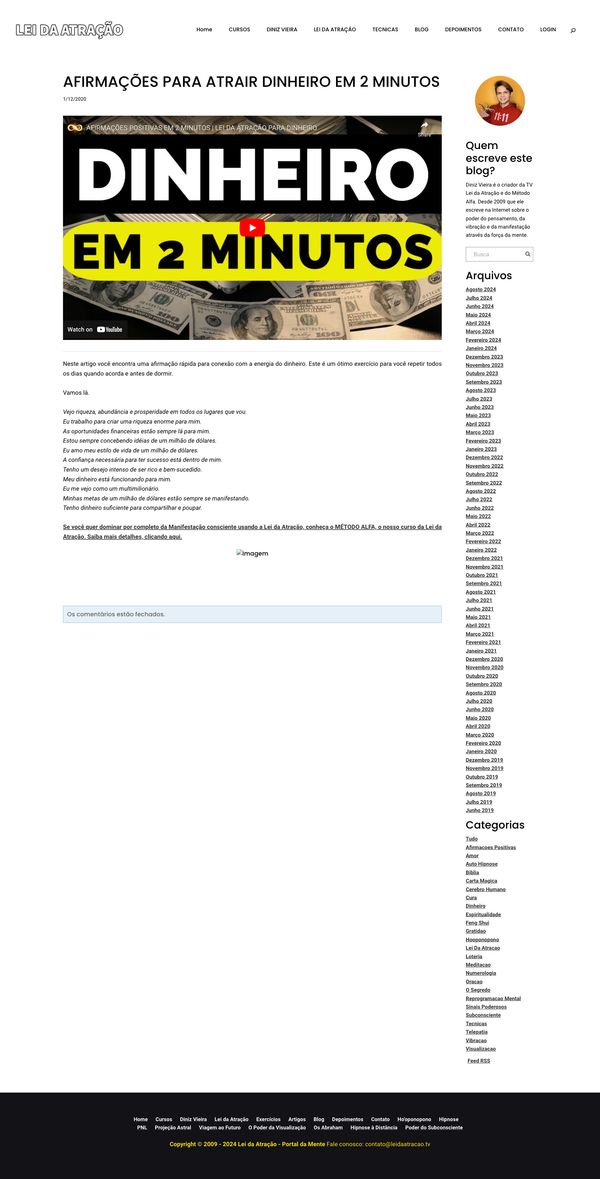 LEI DA ATRAÇÃO
Home CURSOS DINIZ VIEIRA LEI DA ATRAÇÃO TECNICAS BLOG DEPOIMENTOS CONTATO LOGIN
AFIRMAÇÕES PARA ATRAIR DINHEIRO EM 2 MINUTOS
1/12/2020
AFIRMAÇÕES POSITIVAS EM 2 MINUTOS | LEI DA ATRAÇÃO PARA DINHEIRO
Share
DINHEIRO
EM 2 MINUTOS
Watch on YouTube
Neste artigo você encontra uma afirmação rápida para conexão com a energia do dinheiro. Este é um ótimo exercício para você repetir todos
os dias quando acorda e antes de dormir.
Vamos lá.
Vejo riqueza, abundância e prosperidade em todos os lugares que vou.
Eu trabalho para criar uma riqueza enorme para mim.
As oportunidades financeiras estão sempre lá para mim.
Estou sempre concebendo idéias de um milhão de dólares.
Eu amo meu estilo de vida de um milhão de dólares.
A confiança necessária para ter sucesso está dentro de mim.
Tenho um desejo intenso de ser rico e bem-sucedido.
Meu dinheiro está funcionando para mim.
Eu me vejo como um multimilionário.
Minhas metas de um milhão de dólares estão sempre se manifestando.
Tenho dinheiro suficiente para compartilhar e poupar.
Se você quer dominar por completo da Manifestação consciente usando a Lei da Atração, conheça o MÉTODO ALFA, o nosso curso da Lei da
Atração. Saiba mais detalhes, clicando aqui.
Imagem
Os comentários estão fechados.
11:11
Quem
escreve este
blog?
Diniz Vieira é o criador da TV
Lei da Atração e do Método
Alfa. Desde 2009 que ele
escreve na Internet sobre o
poder do pensamento, da
vibração e da manifestação
através da força da mente.
Busca
Arquivos
Agosto 2024
Julho 2024
Junho 2024
Maio 2024
Abril 2024
Março 2024
Fevereiro 2024
Janeiro 2024
Dezembro 2023
Novembro 2023
Outubro 2023
Setembro 2023
Agosto 2023
Julho 2023
Junho 2023
Maio 2023
Abril 2023
Março 2023
Fevereiro 2023
Janeiro 2023
Dezembro 2022
Novembro 2022
Outubro 2022
Setembro 2022
Agosto 2022
Julho 2022
Junho 2022
Maio 2022
Abril 2022
Março 2022
Fevereiro 2022
Janeiro 2022
Dezembro 2021
Novembro 2021
Outubro 2021
Setembro 2021
Agosto 2021
Julho 2021
Junho 2021
Maio 2021
Abril 2021
Março 2021
Fevereiro 2021
Janeiro 2021
Dezembro 2020
Novembro 2020
Outubro 2020
Setembro 2020
Agosto 2020
Julho 2020
Junho 2020
Maio 2020
Abril 2020
Março 2020
Fevereiro 2020
Janeiro 2020
Dezembro 2019
Novembro 2019
Outubro 2019
Setembro 2019
Agosto 2019
Julho 2019
Junho 2019
Categorias
Tudo
Afirmacoes Positivas
Amor
Auto Hipnose
Biblia
Carta Magica
Cerebro Humano
Cura
Dinheiro
Espiritualidade
Feng Shui
Gratidao
Hooponopono
Lei Da Atracao
Loteria
Meditacao
Numerologia
Oracao
O Segredo
Reprogramacao Mental
Sinais Poderosos
Subconsciente
Tecnicas
Telepatia
Vibracao
Visualizacao
Feed RSS
Home Cursos Diniz Vieira Lei da Atração Exercícios Artigos Blog Depoimentos Contato Ho'oponopono Hipnose
PNL Projeção Astral Viagem ao Futuro O Poder da Visualização Os Abraham Hipnose à Distância Poder do Subconsciente
Copyright © 2009 - 2024 Lei da Atração - Portal da Mente Fale conosco: contato@leidaatracao.tv